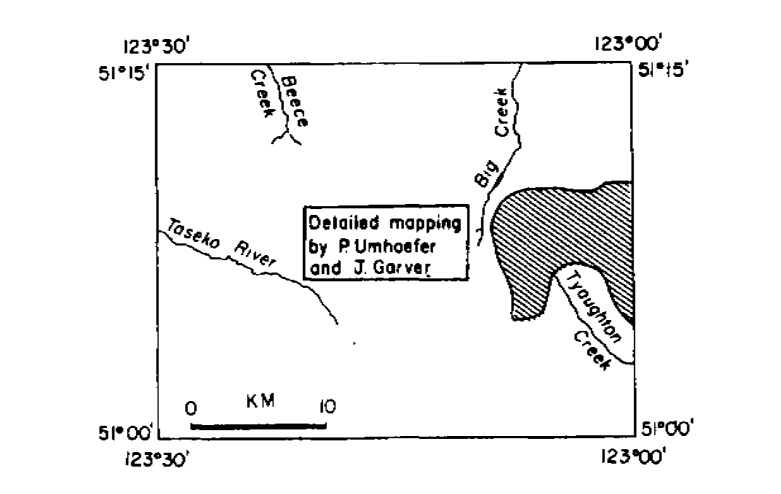 123°30'
123°00'
51°15'
51°15'
Beece
Creek
Big Creek
Taseko River
Detailed mapping
by P. Umhoefer
and J. Garver
Tyaughton
Creek
KM
0 10
51°00'
51°00'
123°30'
123°00'